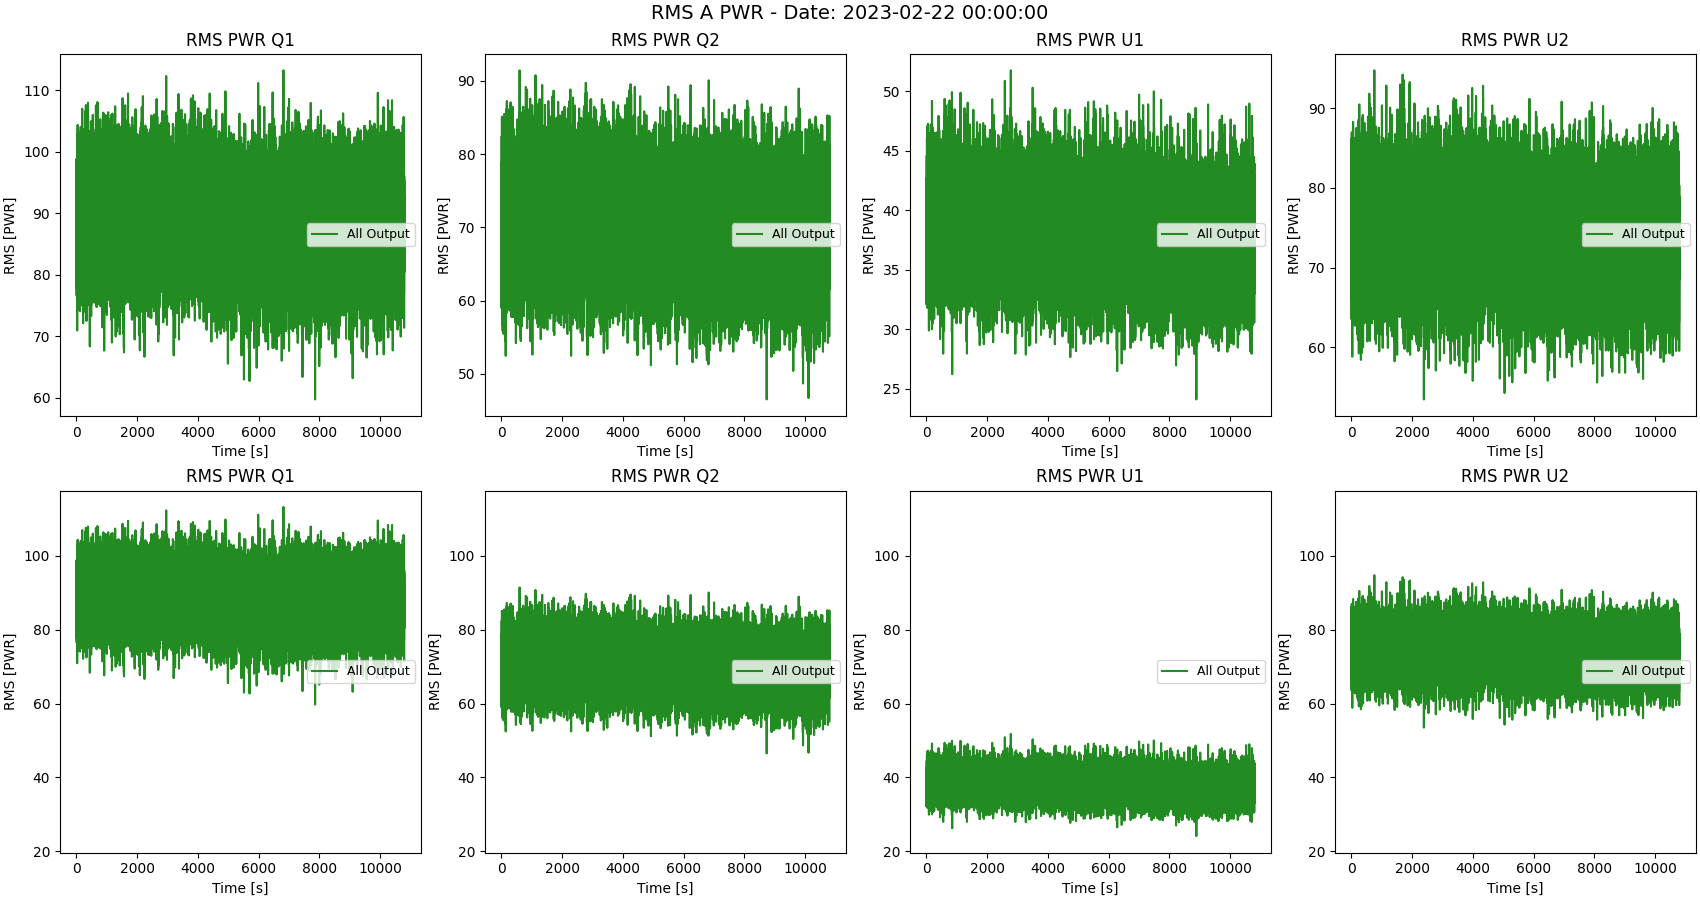 RMS A PWR - Date: 2023-02-22 00:00:00
RMS PWR Q1
RMS PWR Q2
RMS PWR U1
RMS PWR U2
RMS [PWR]
110
100
90
80
70
60
All Output
0 2000 4000 6000 8000 10000
Time [s]
RMS [PWR]
90
80
70
60
50
All Output
0 2000 4000 6000 8000 10000
Time [s]
RMS [PWR]
50
45
40
35
30
25
All Output
0 2000 4000 6000 8000 10000
Time [s]
RMS [PWR]
90
80
70
60
All Output
0 2000 4000 6000 8000 10000
Time [s]
RMS PWR Q1
RMS PWR Q2
RMS PWR U1
RMS PWR U2
RMS [PWR]
100
80
60
40
20
All Output
0 2000 4000 6000 8000 10000
Time [s]
RMS [PWR]
100
80
60
40
20
All Output
0 2000 4000 6000 8000 10000
Time [s]
RMS [PWR]
100
80
60
40
20
All Output
0 2000 4000 6000 8000 10000
Time [s]
RMS [PWR]
100
80
60
40
20
All Output
0 2000 4000 6000 8000 10000
Time [s]